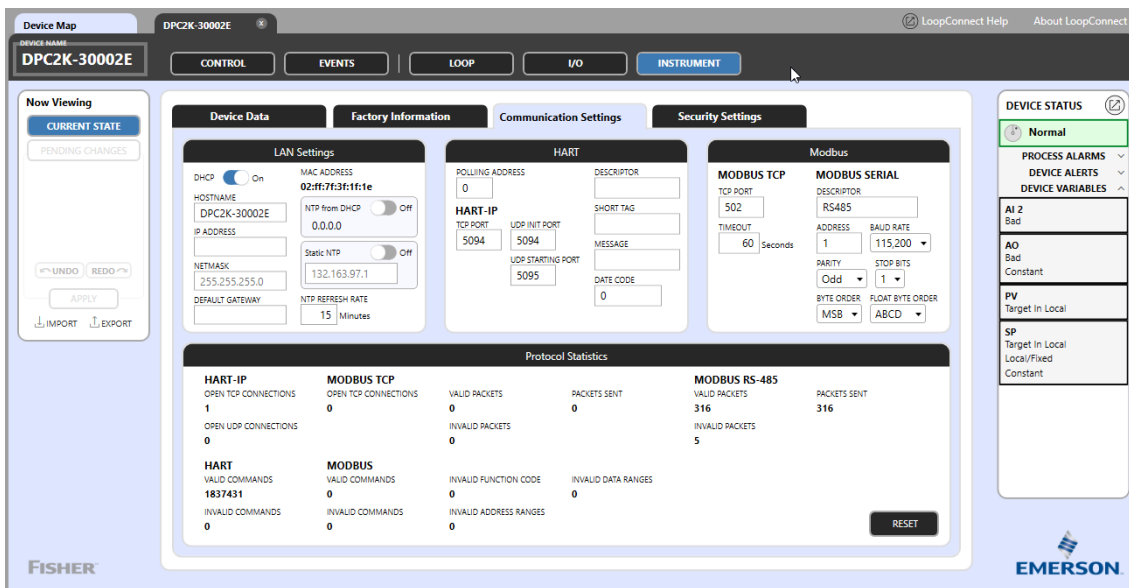 Device Map
DPC2K-30002E x
LoopConnect Help About LoopConnect
DEVICE NAME
DPC2K-30002E
CONTROL EVENTS LOOP I/O INSTRUMENT
Now Viewing
CURRENT STATE
PENDING CHANGES
UNDO REDO
APPLY
IMPORT EXPORT
Device Data Factory Information Communication Settings Security Settings
LAN Settings
DHCP On
HOSTNAME
DPC2K-30002E
IP ADDRESS
NETMASK
255.255.255.0
DEFAULT GATEWAY
MAC ADDRESS
02:ff:7f:3f:1f:1e
NTP from DHCP Off
0.0.0.0
Static NTP Off
132.163.97.1
NTP REFRESH RATE
15 Minutes
HART
POLLIING ADDRESS
0
HART-IP
TCP PORT UDP INIT PORT
5094 5094
UDP STARTING PORT
5095
DESCRIPTOR
SHORT TAG
MESSAGE
DATE CODE
0
Modbus
MODBUS TCP
TCP PORT
502
TIMEOUT
60 Seconds
MODBUS SERIAL
DESCRIPTOR
RS485
ADDRESS BAUD RATE
1 115,200
PARITY STOP BITS
Odd 1
BYTE ORDER FLOAT BYTE ORDER
MSB ABCD
Protocol Statistics
HART-IP MODBUS TCP MODBUS RS-485
OPEN TCP CONNECTIONS OPEN TCP CONNECTIONS VALID PACKETS PACKETS SENT VALID PACKETS PACKETS SENT
1 0 0 0 316 316
OPEN UDP CONNECTIONS INVALID PACKETS INVALID PACKETS
0 0 5
HART MODBUS
VALID COMMANDS VALID COMMANDS INVALID FUNCTION CODE INVALID DATA RANGES
1837431 0 0 0
INVALID COMMANDS INVALID COMMANDS INVALID ADDRESS RANGES
0 0 0
RESET
DEVICE STATUS
Normal
PROCESS ALARMS
DEVICE ALERTS
DEVICE VARIABLES
AI 2
Bad
AO
Bad
Constant
PV
Target In Local
SP
Target In Local
Local/Fixed
Constant
FISHER
EMERSON